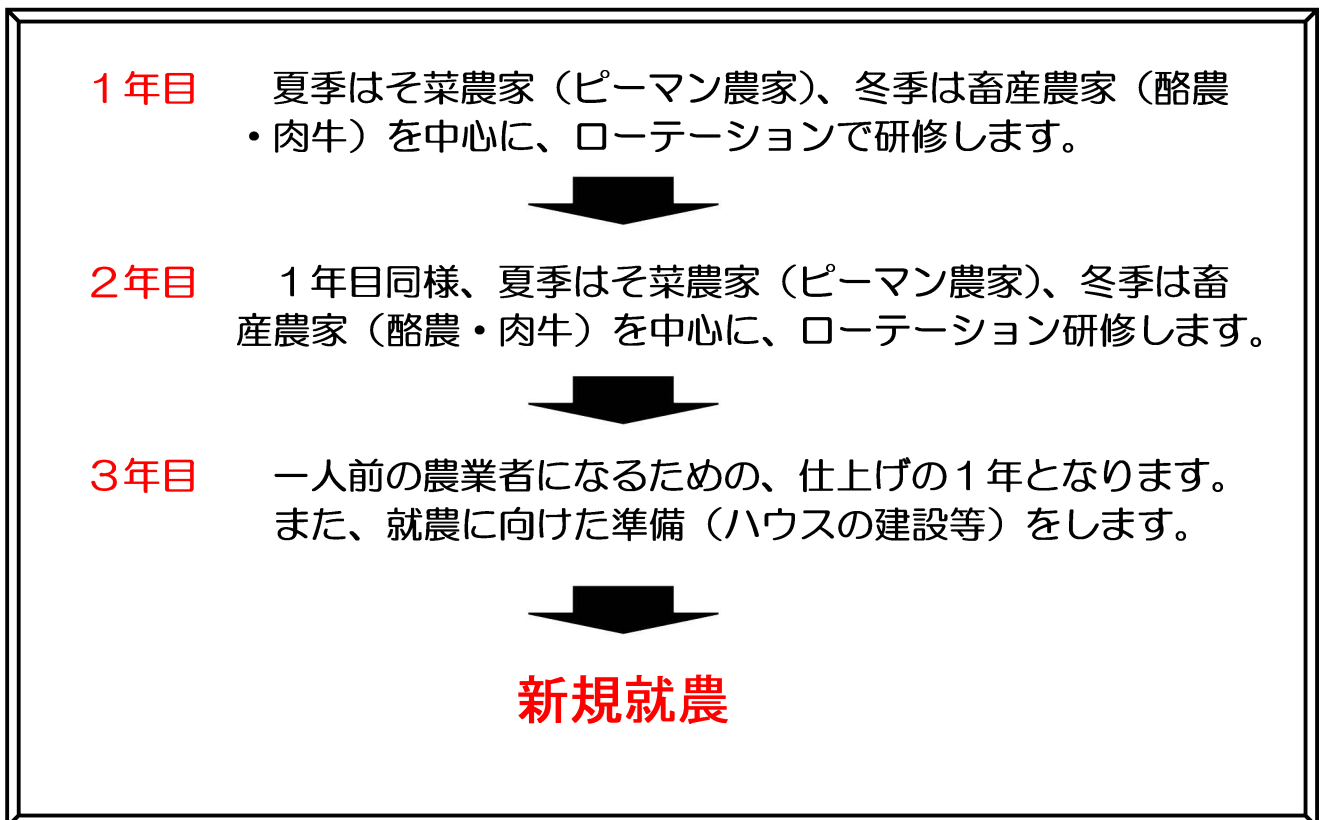 １年目　夏季はそ菜農家（ピーマン農家）、冬季は畜産農家（酪農
・肉牛）を中心に、ローテーションで研修します。
２年目　１年目同様、夏季はそ菜農家（ピーマン農家）、冬季は畜
産農家（酪農・肉牛）を中心に、ローテーション研修します。
３年目　一人前の農業者になるための、仕上げの１年となります。
また、就農に向けた準備（ハウスの建設等）をします。
新規就農